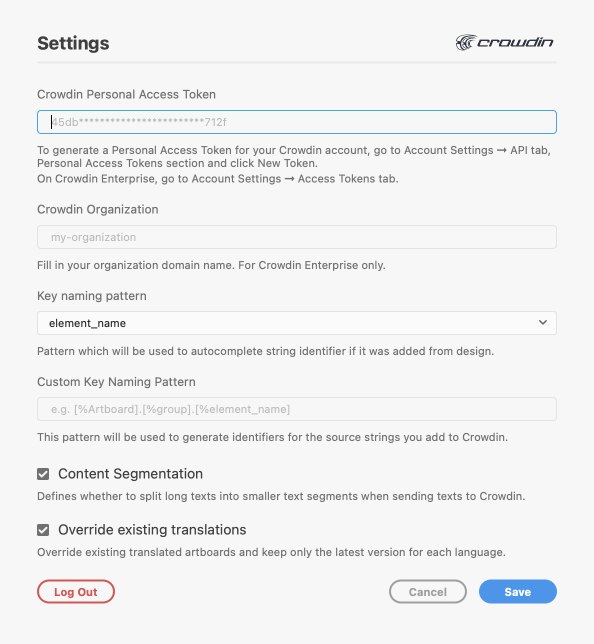 Settings
crowdin
Crowdin Personal Access Token
45db************************712f
To generate a Personal Access Token for your Crowdin account, go to Account Settings → API tab,
Personal Access Tokens section and click New Token.
On Crowdin Enterprise, go to Account Settings → Access Tokens tab.
Crowdin Organization
my-organization
Fill in your organization domain name. For Crowdin Enterprise only.
Key naming pattern
element_name
Pattern which will be used to autocomplete string identifier if it was added from design.
Custom Key Naming Pattern
e.g. [%Artboard].[%group].[%element_name]
This pattern will be used to generate identifiers for the source strings you add to Crowdin.
Content Segmentation
Defines whether to split long texts into smaller text segments when sending texts to Crowdin.
Override existing translations
Override existing translated artboards and keep only the latest version for each language.
Log Out
Cancel
Save